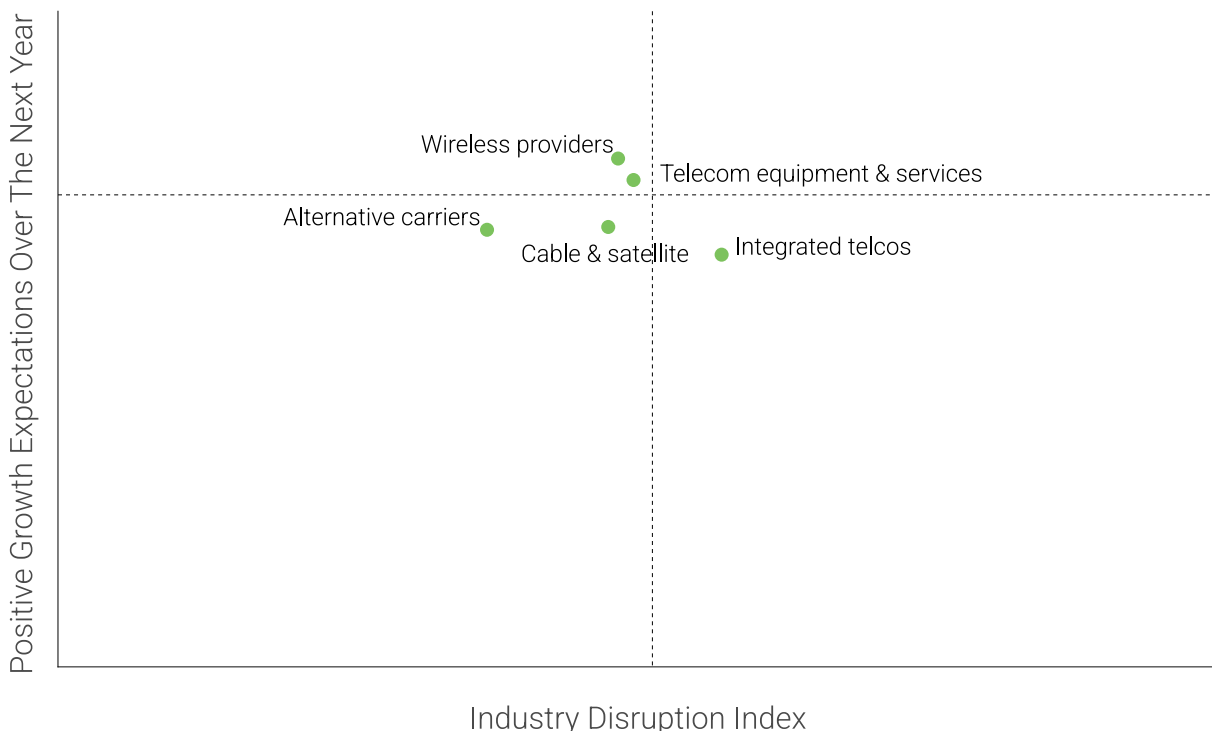 Positive Growth Expectations Over The Next Year
Wireless providers
Telecom equipment & services
Alternative carriers
Cable & satellite
Integrated telcos
Industry Disruption Index